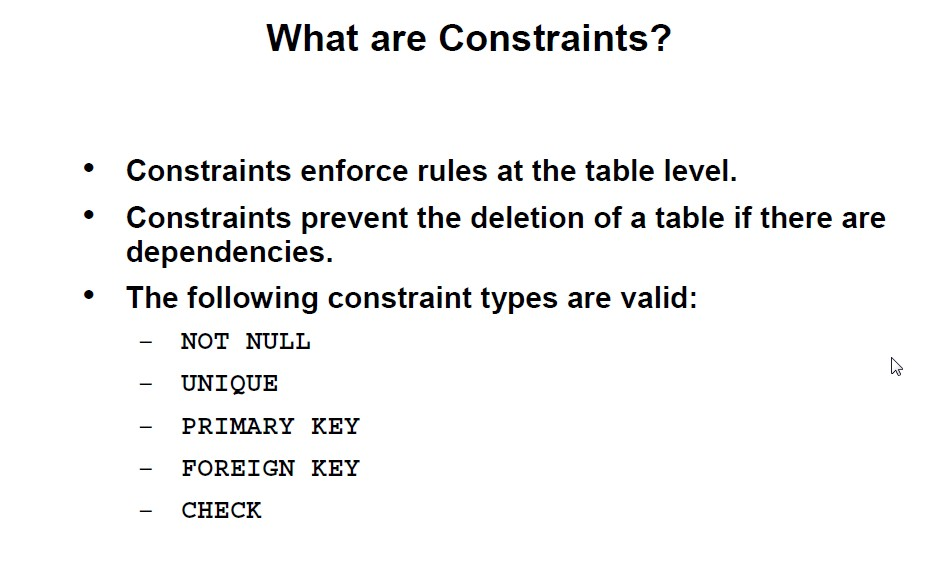 What are Constraints?
• Constraints enforce rules at the table level.
• Constraints prevent the deletion of a table if there are
dependencies.
• The following constraint types are valid:
– NOT NULL
– UNIQUE
– PRIMARY KEY
– FOREIGN KEY
– CHECK